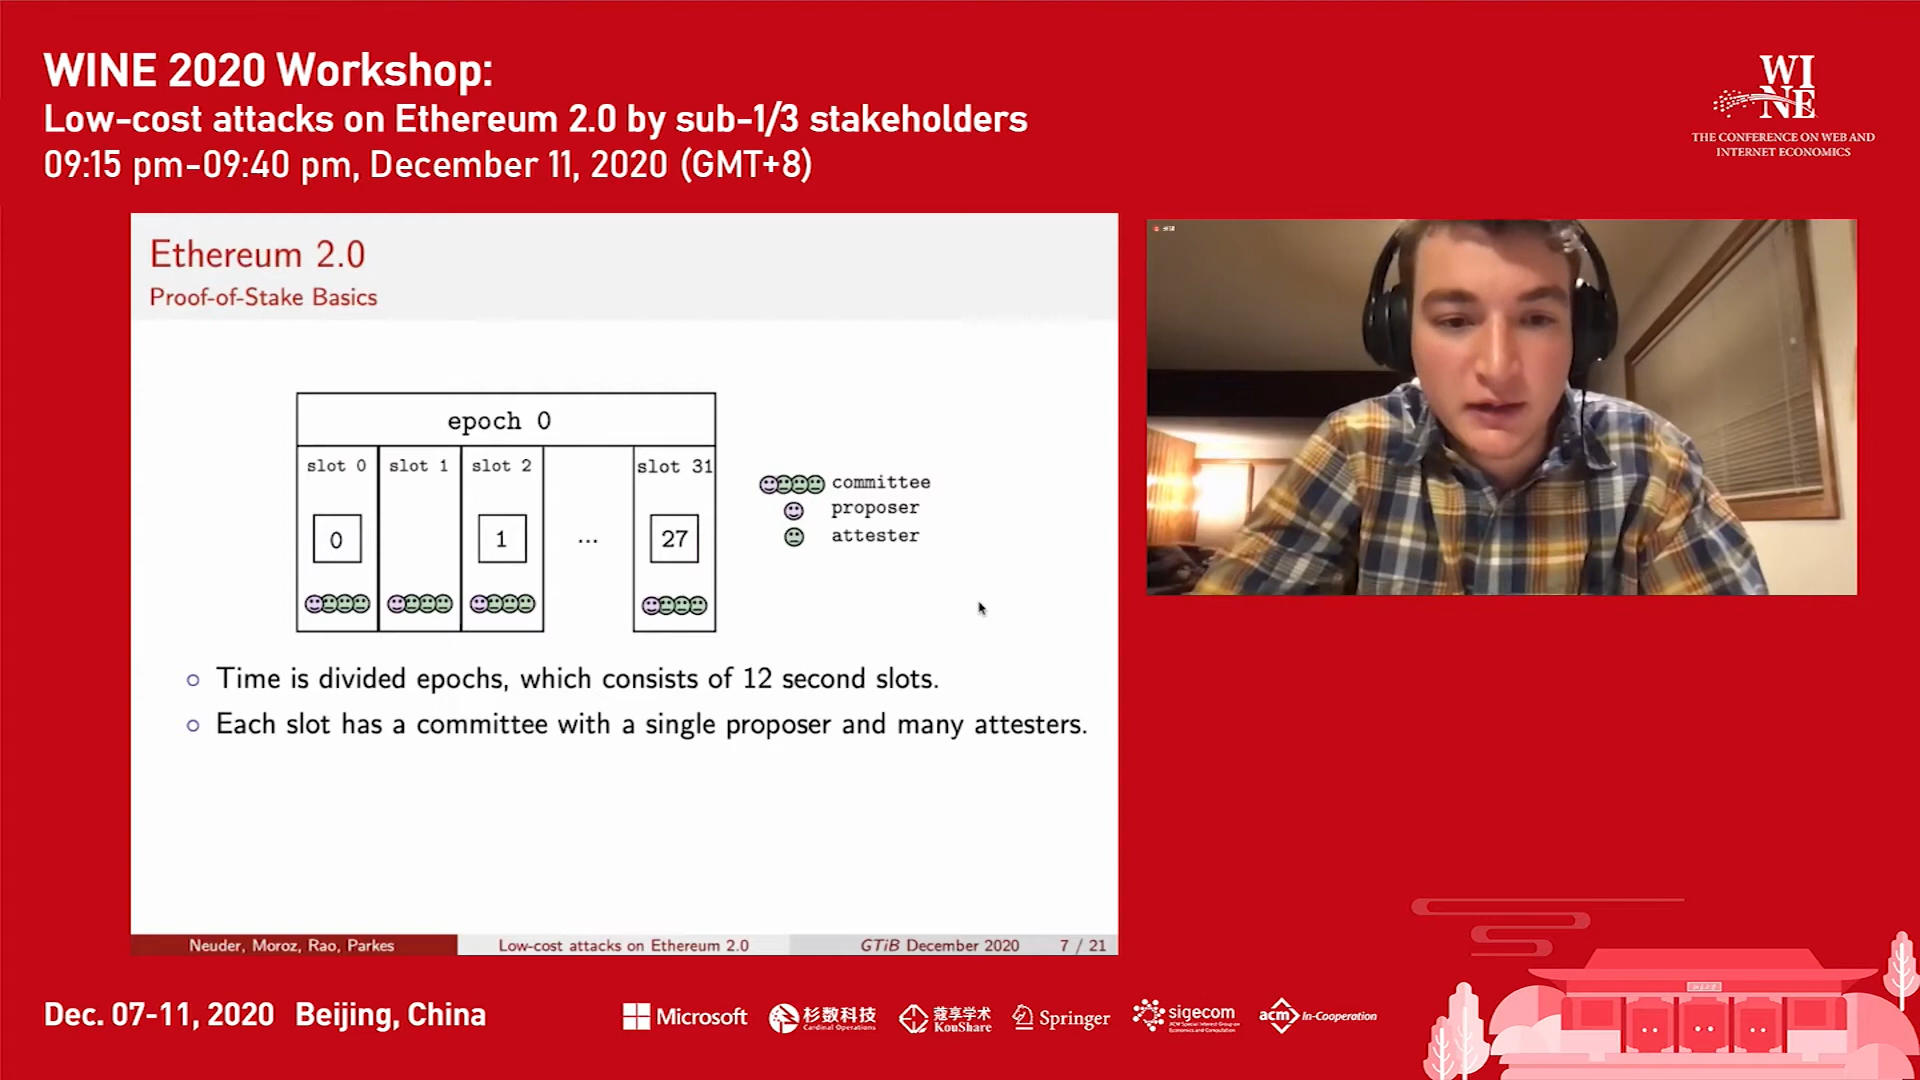 WINE 2020 Workshop:
Low-cost attacks on Ethereum 2.0 by sub-1/3 stakeholders
09:15 pm-09:40 pm, December 11, 2020 (GMT+8)
WI
NE
THE CONFERENCE ON WEB AND
INTERNET ECONOMICS
Ethereum 2.0
Proof-of-Stake Basics
epoch 0
slot 0 slot 1 slot 2 slot 31
0 1 ... 27
committee
proposer
attester
Time is divided epochs, which consists of 12 second slots.
Each slot has a committee with a single proposer and many attesters.
Neuder, Moroz, Rao, Parkes Low-cost attacks on Ethereum 2.0 GTiB December 2020 7 / 21
Dec. 07-11, 2020 Beijing, China
Microsoft
杉数科技
Cardinal Operations
蔻享学术
KouShare
Springer
sigecom
acm In-Cooperation